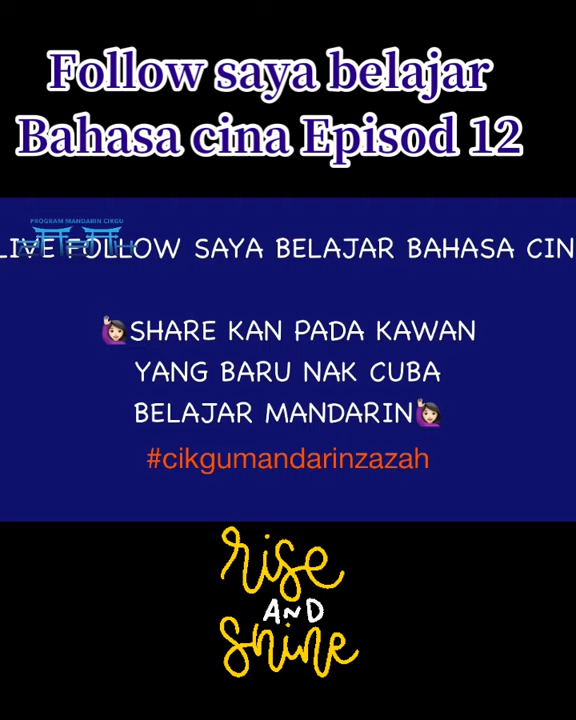 Follow saya belajar
Bahasa cina Episod 12
PROGRAM MANDARIN CIKGU
LIVE FOLLOW SAYA BELAJAR BAHASA CIN
🙋🏻‍♀️SHARE KAN PADA KAWAN
YANG BARU NAK CUBA
BELAJAR MANDARIN🙋🏻‍♀️
#cikgumandarinzazah
rise
AND
shine